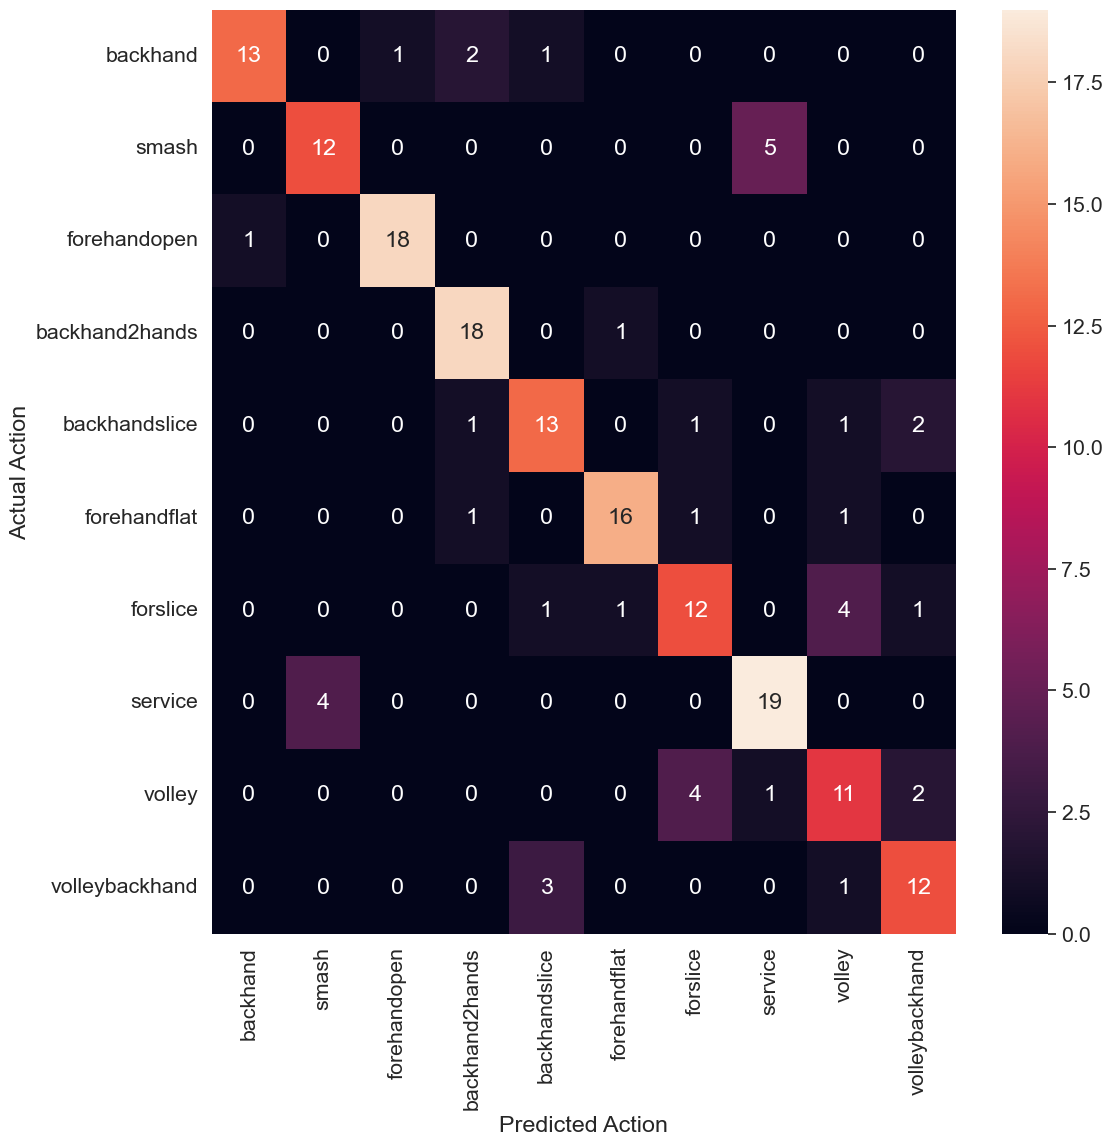 backhand 13 0 1 2 1 0 0 0 0 0
smash 0 12 0 0 0 0 0 5 0 0
forehandopen 1 0 18 0 0 0 0 0 0 0
backhand2hands 0 0 0 18 0 1 0 0 0 0
backhandslice 0 0 0 1 13 0 1 0 1 2
forehandflat 0 0 0 1 0 16 1 0 1 0
forslice 0 0 0 0 1 1 12 0 4 1
service 0 4 0 0 0 0 0 19 0 0
volley 0 0 0 0 0 0 4 1 11 2
volleybackhand 0 0 0 0 3 0 0 0 1 12
Actual Action
backhand smash forehandopen backhand2hands backhandslice forehandflat forslice service volley volleybackhand
Predicted Action
17.5
15.0
12.5
10.0
7.5
5.0
2.5
0.0